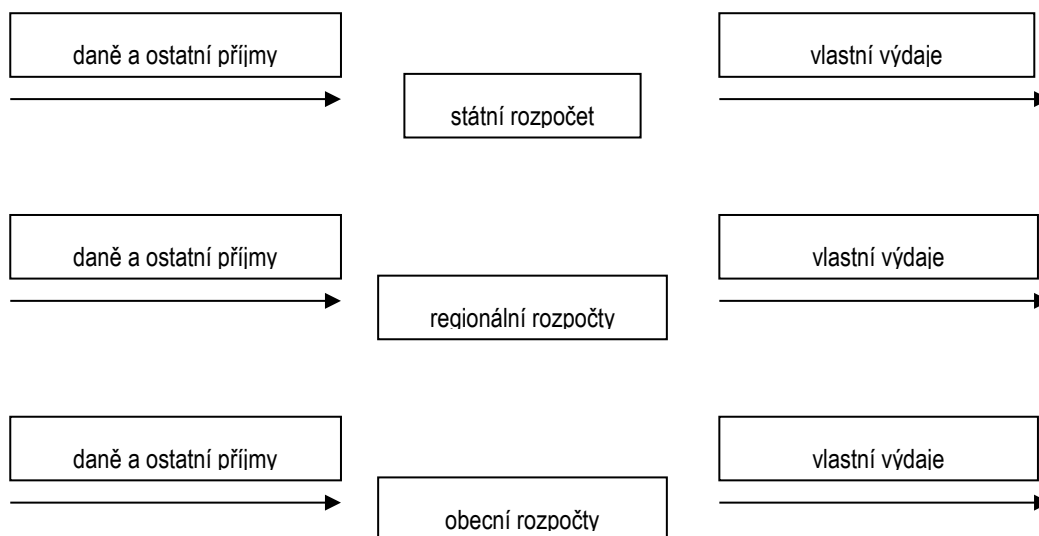 daně a ostatní příjmy
vlastní výdaje
státní rozpočet
daně a ostatní příjmy
vlastní výdaje
regionální rozpočty
daně a ostatní příjmy
vlastní výdaje
obecní rozpočty